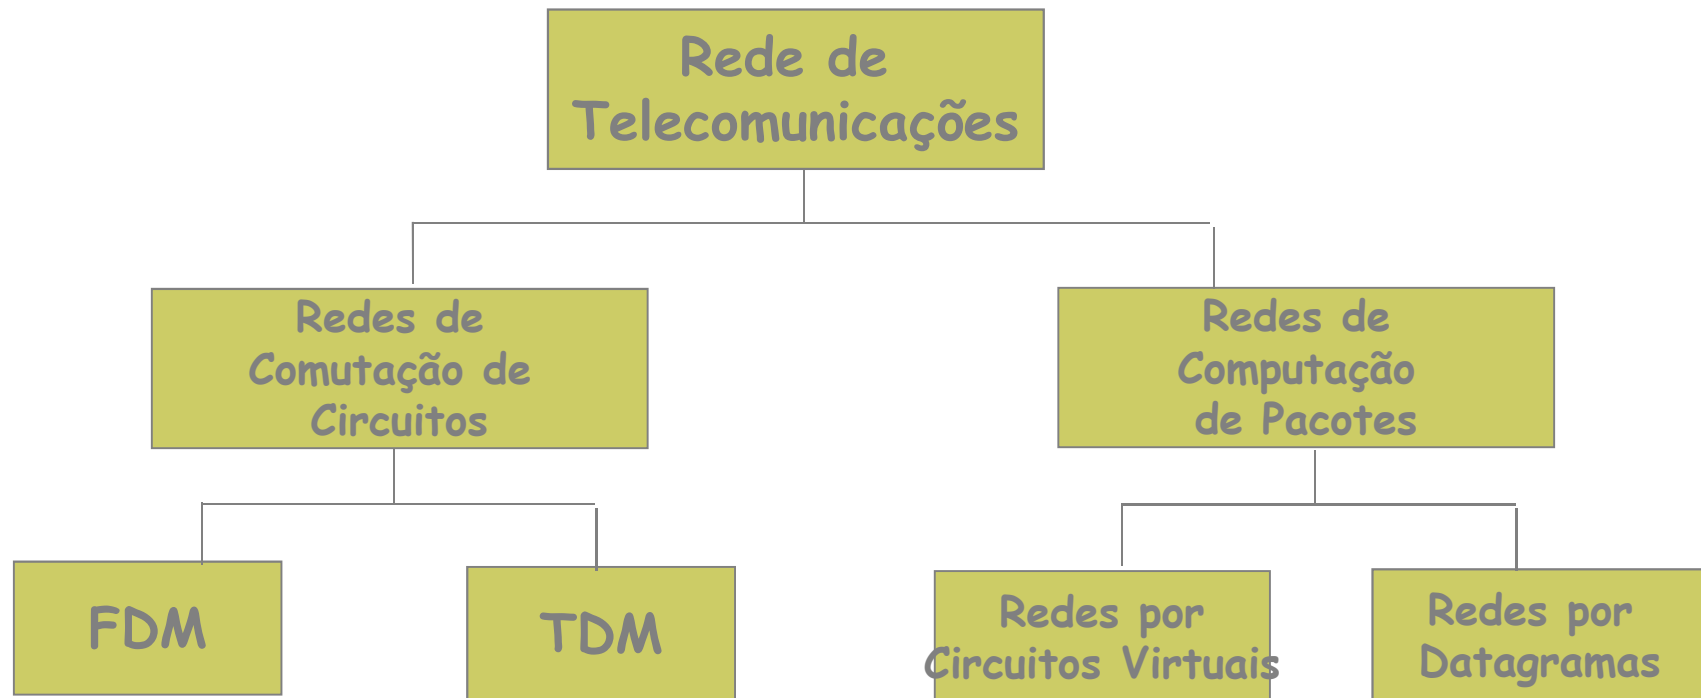 Rede de
Telecomunicações
Redes de
Comutação de
Circuitos
Redes de
Computação
de Pacotes
FDM
TDM
Redes por
Circuitos Virtuais
Redes por
Datagramas